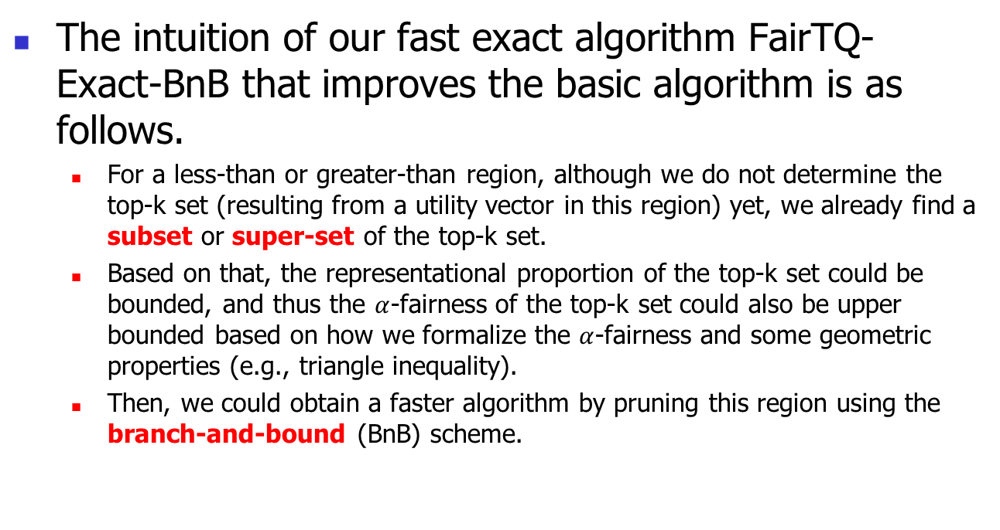 The intuition of our fast exact algorithm FairTQ-
Exact-BnB that improves the basic algorithm is as
follows.
For a less-than or greater-than region, although we do not determine the
top-k set (resulting from a utility vector in this region) yet, we already find a
subset or super-set of the top-k set.
Based on that, the representational proportion of the top-k set could be
bounded, and thus the 𝛼-fairness of the top-k set could also be upper
bounded based on how we formalize the 𝛼-fairness and some geometric
properties (e.g., triangle inequality).
Then, we could obtain a faster algorithm by pruning this region using the
branch-and-bound (BnB) scheme.